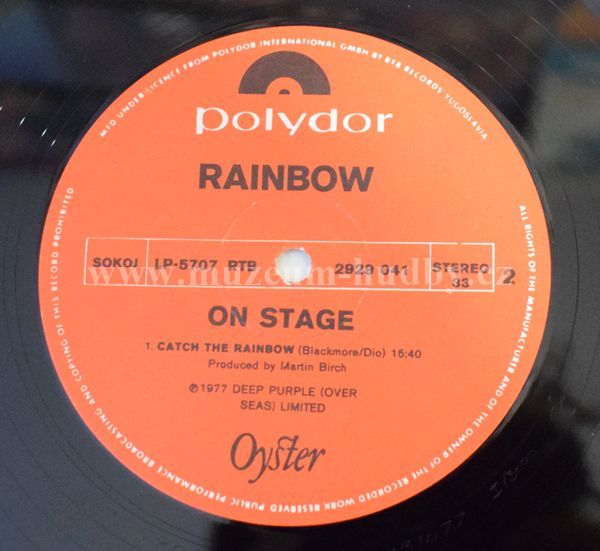 MFD UNDER LICENCE FROM POLYDOR INTERNATIONAL GMBH BY RTB RECORDS YUGOSLAVIA
polydor
RAINBOW
SOKOJ LP-5707 RTB 2929 041 STEREO 33 2
www.muzeum-hudby.cz
ON STAGE
1. CATCH THE RAINBOW (Blackmore/Dio) 15:40
Produced by Martin Birch
℗1977 DEEP PURPLE (OVER
SEAS) LIMITED
Oyster
ALL RIGHTS OF THE MANUFACTURER AND OF THE OWNER OF THE RECORDED WORK RESERVED PUBLIC PERFORMANCE BROADCASTING AND COPYING OF THIS RECORD PROHIBITED